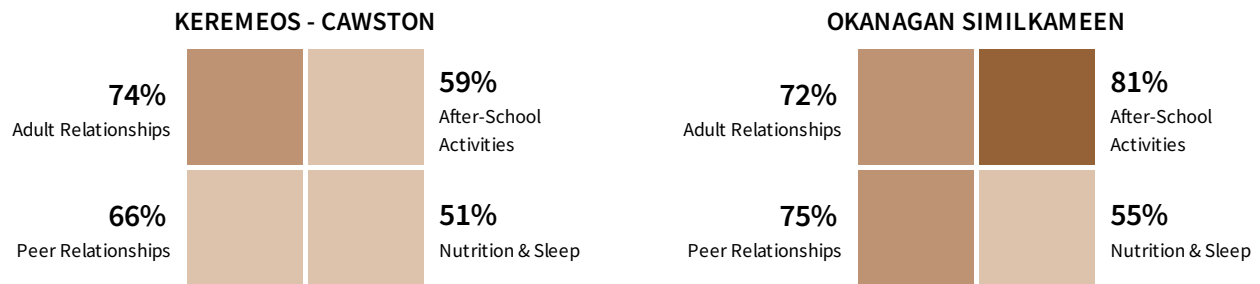 KEREMEOS - CAWSTON
74%
Adult Relationships
59%
After-School
Activities
66%
Peer Relationships
51%
Nutrition & Sleep
OKANAGAN SIMILKAMEEN
72%
Adult Relationships
81%
After-School
Activities
75%
Peer Relationships
55%
Nutrition & Sleep